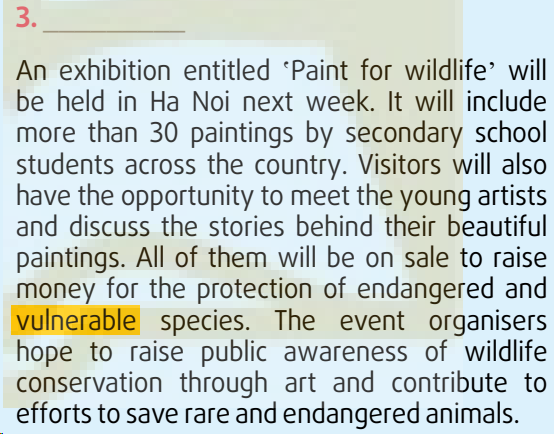 3. ___________
An exhibition entitled ‘Paint for wildlife’ will
be held in Ha Noi next week. It will include
more than 30 paintings by secondary school
students across the country. Visitors will also
have the opportunity to meet the young artists
and discuss the stories behind their beautiful
paintings. All of them will be on sale to raise
money for the protection of endangered and
vulnerable species. The event organisers
hope to raise public awareness of wildlife
conservation through art and contribute to
efforts to save rare and endangered animals.